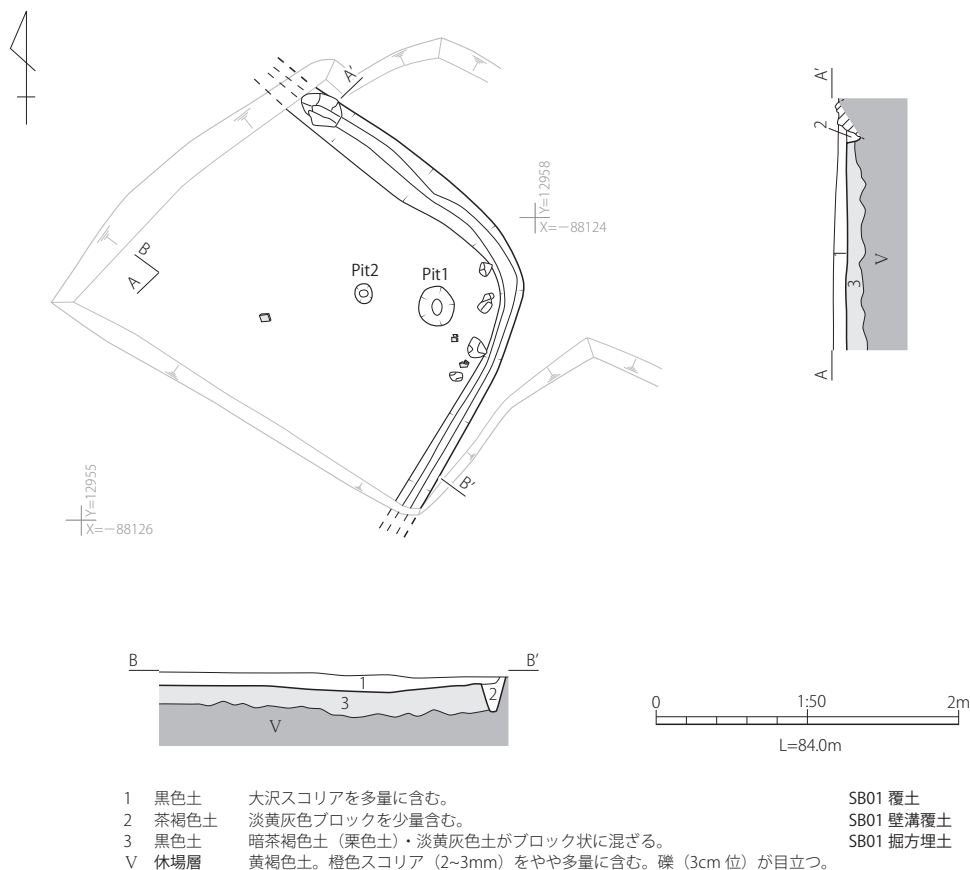 A'
A'
2
Y=12958
X=−88124
B
A
Pit2
Pit1
V
3
A
B'
Y=12955
X=−88126
B
B'
1
2
3
V
0
1:50
2m
L=84.0m
1 黒色土 大沢スコリアを多量に含む。 SB01 覆土
2 茶褐色土 淡黄灰色ブロックを少量含む。 SB01 壁溝覆土
3 黒色土 暗茶褐色土（栗色土）・淡黄灰色土がブロック状に混ざる。 SB01 掘方埋土
V 休場層 黄褐色土。橙色スコリア（2~3mm）をやや多量に含む。礫（3cm 位）が目立つ。